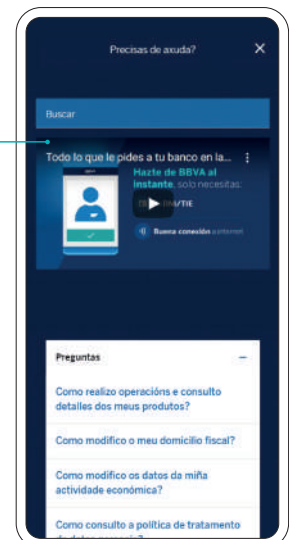 Precisas de axuda?
Buscar
Todo lo que le pides a tu banco en la...
Hazte de BBVA al
Instante, solo necesitas:
/TIE
Buena conexión a internet
Preguntas
Como realizo operacións e consulto
detalles dos meus produtos?
Como modifico o meu domicilio fiscal?
Como modifico os datos da miña
actividade económica?
Como consulto a política de tratamento